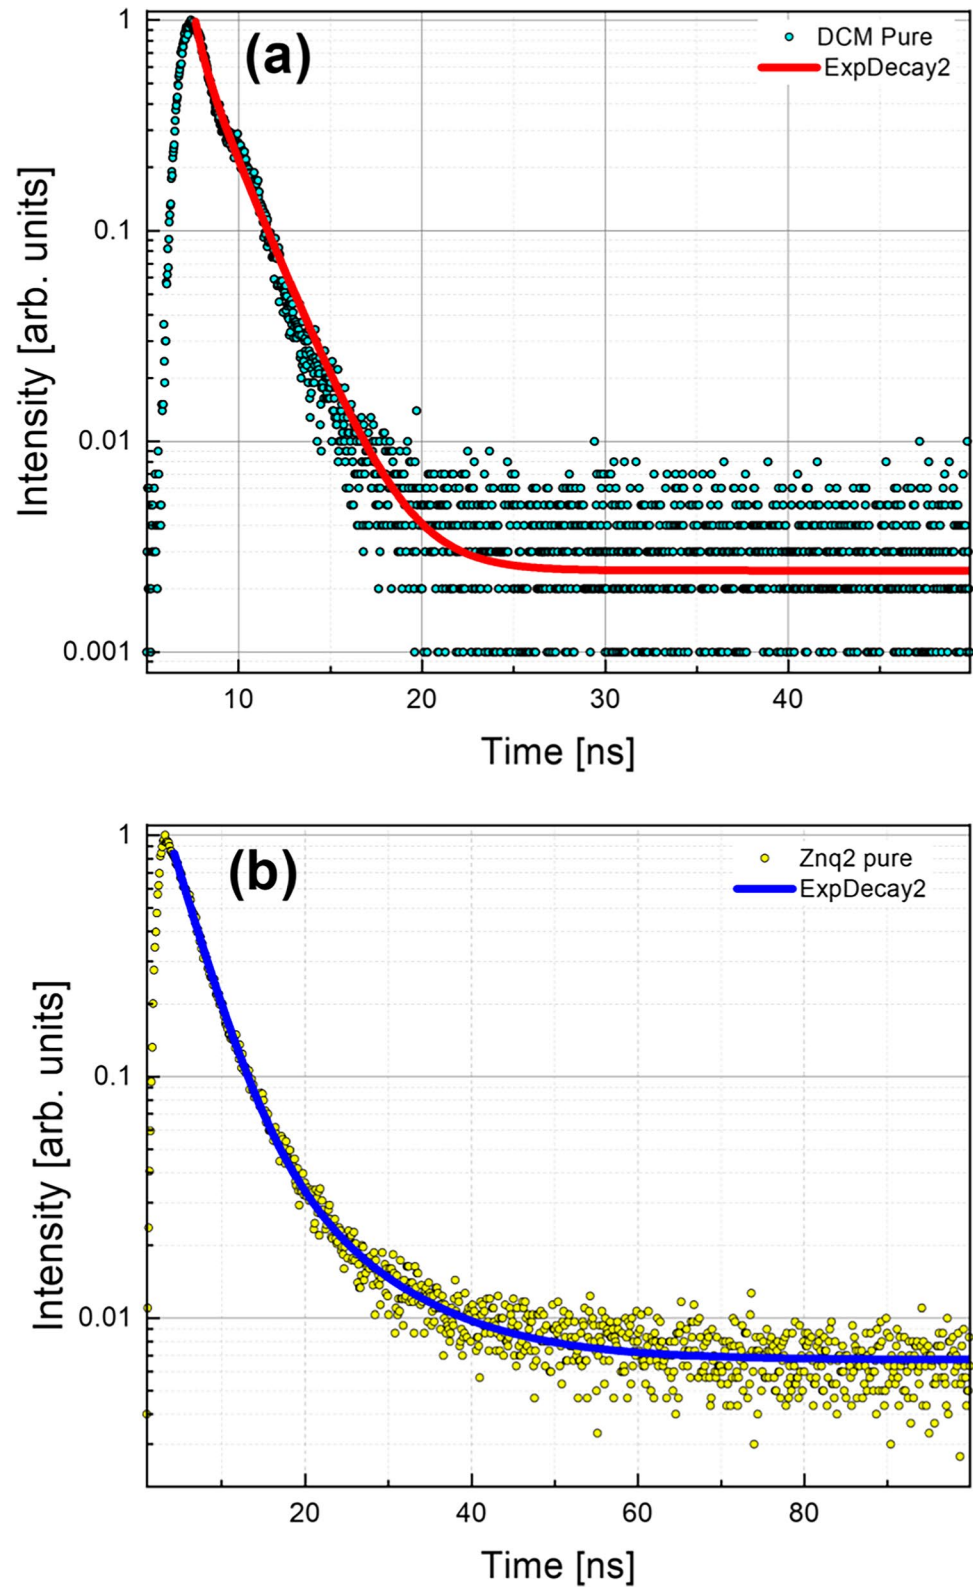 (a)
DCM Pure
ExpDecay2
Intensity [arb. units]
1
0.1
0.01
0.001
10 20 30 40
Time [ns]
(b)
Znq2 pure
ExpDecay2
Intensity [arb. units]
1
0.1
0.01
20 40 60 80
Time [ns]